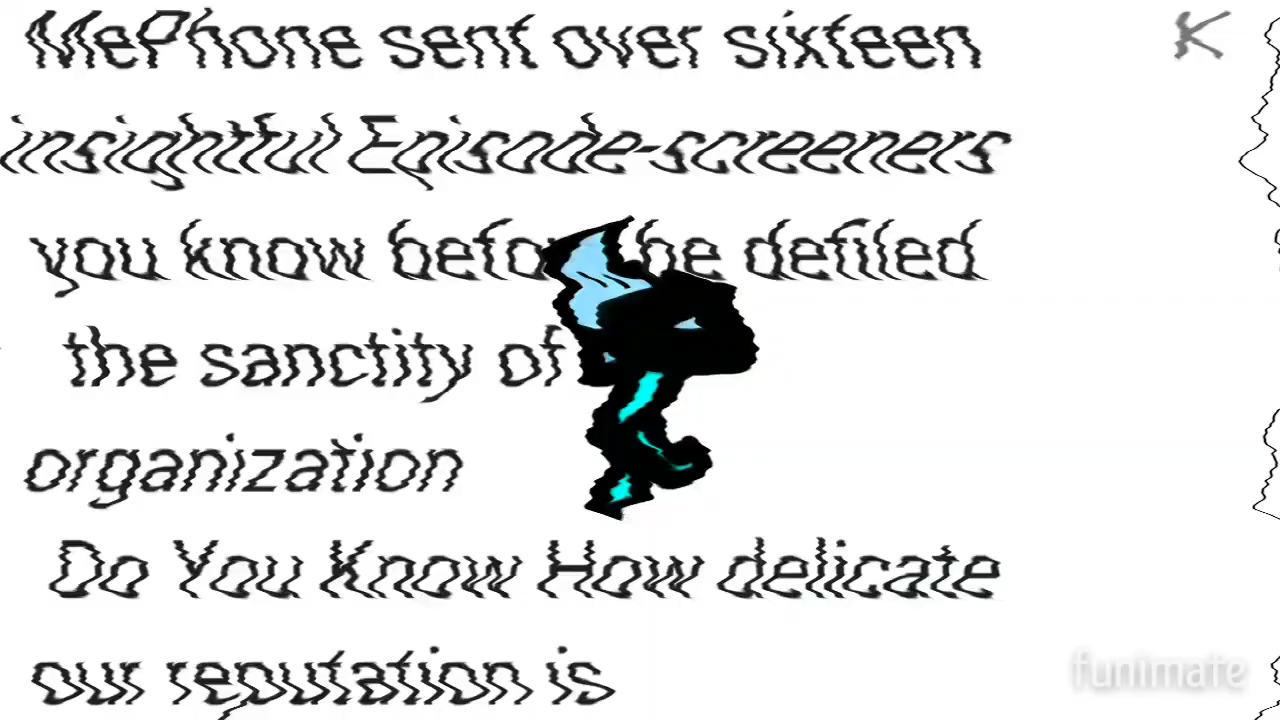 MePhone sent over sixteen
K
insightful Episode-screeners
you know before he defiled
the sanctity of
organization
Do You Know How delicate
our reputation is
funimate